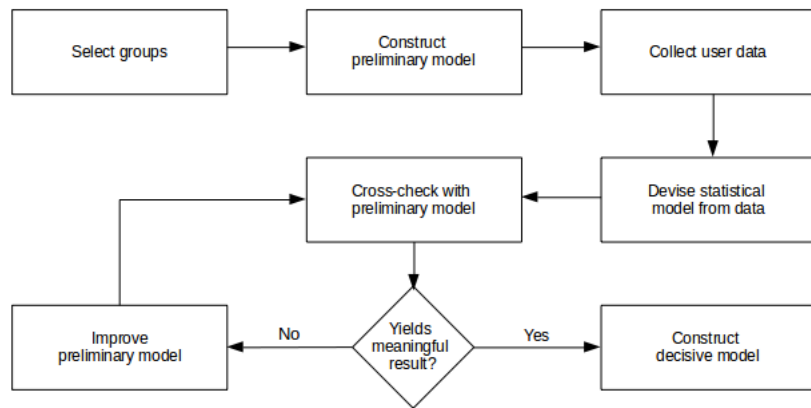 Select groups
Construct
preliminary model
Collect user data
Cross-check with
preliminary model
Devise statistical
model from data
Improve
preliminary model
No
Yields
meaningful
result?
Yes
Construct
decisive model